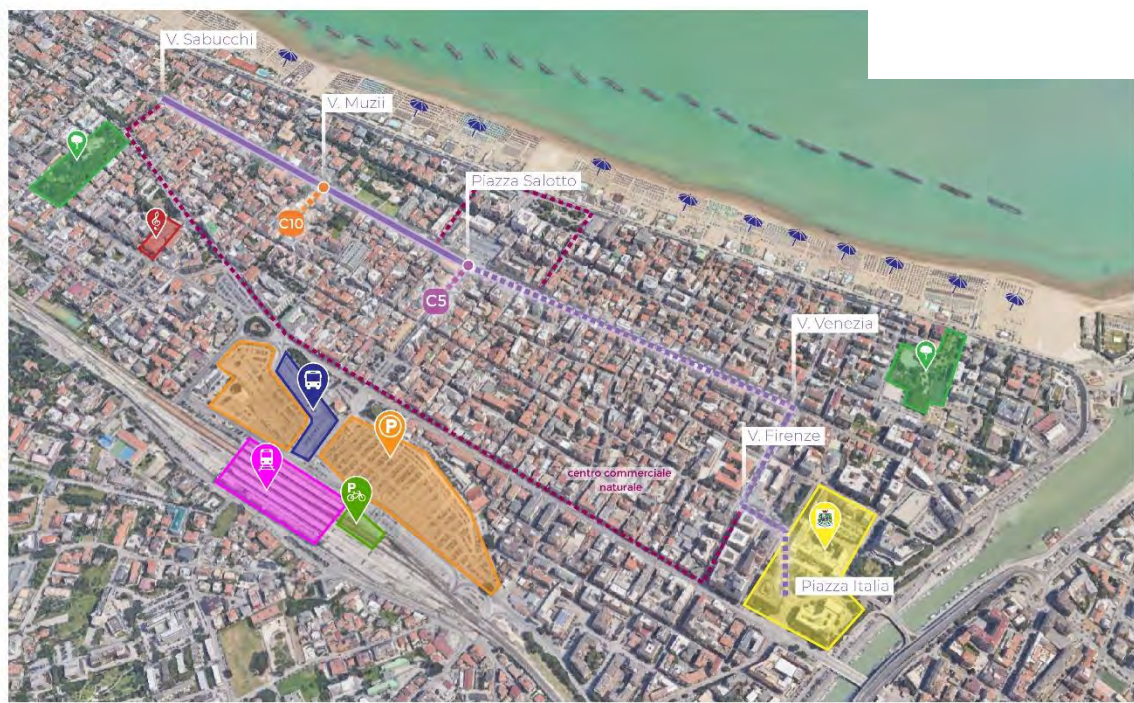 V. Sabucchi
V. Muzii
Piazza Salotto
C10
C5
V. Venezia
V. Firenze
centro commerciale
naturale
P
P
Piazza Italia